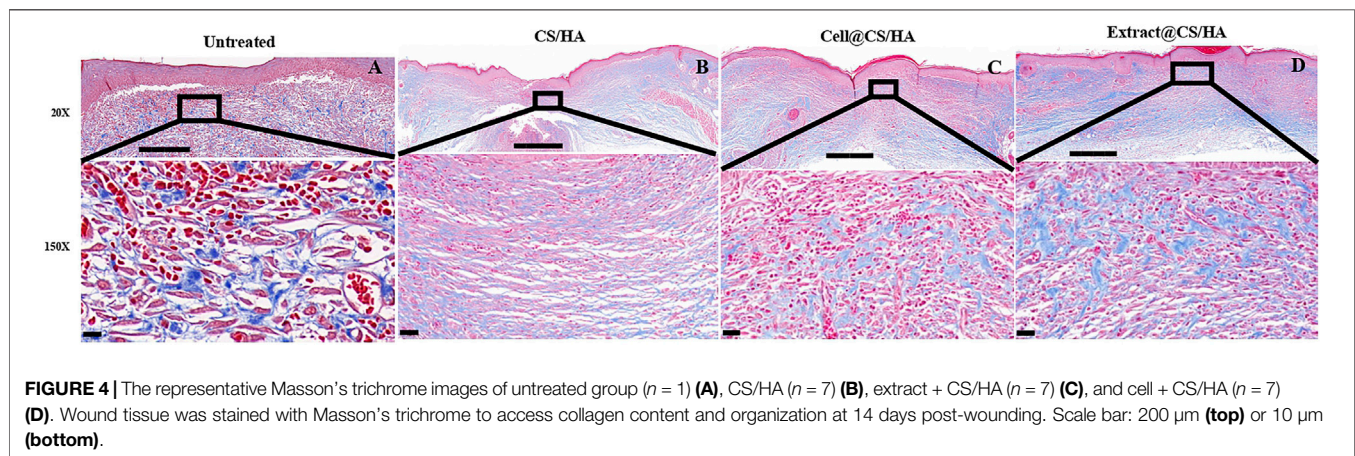 Untreated
CS/HA
Cell@CS/HA
Extract@CS/HA
A
B
C
D
20X
150X
FIGURE 4 | The representative Masson's trichrome images of untreated group (n = 1) (A), CS/HA (n = 7) (B), extract + CS/HA (n = 7) (C), and cell + CS/HA (n = 7)
(D). Wound tissue was stained with Masson's trichrome to access collagen content and organization at 14 days post-wounding. Scale bar: 200 µm (top) or 10 µm
(bottom).